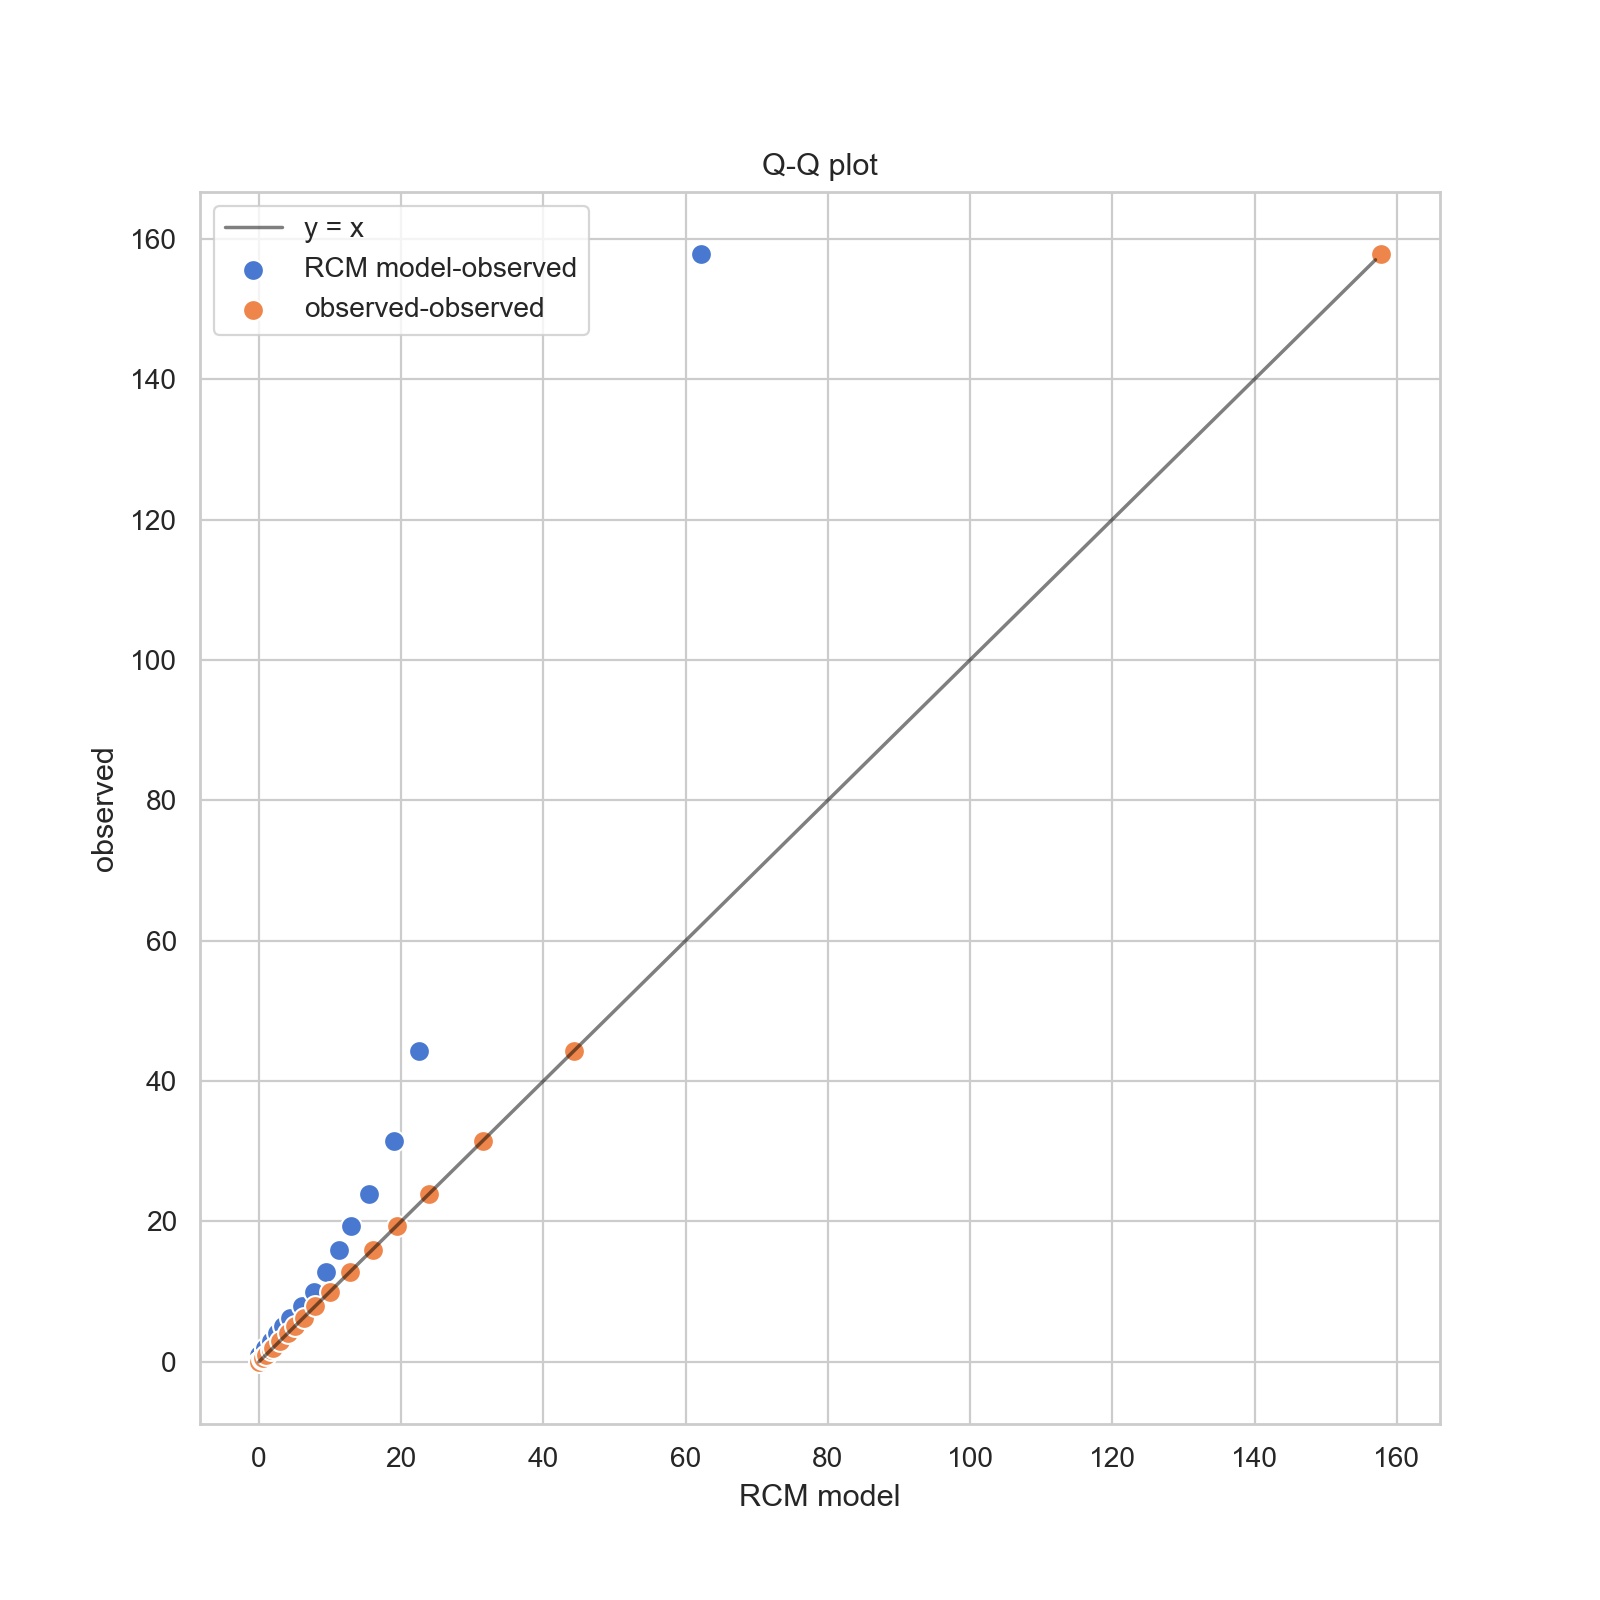 Q-Q plot
y = x
RCM model-observed
observed-observed
160
140
120
100
80
60
40
20
0
observed
0 20 40 60 80 100 120 140 160
RCM model